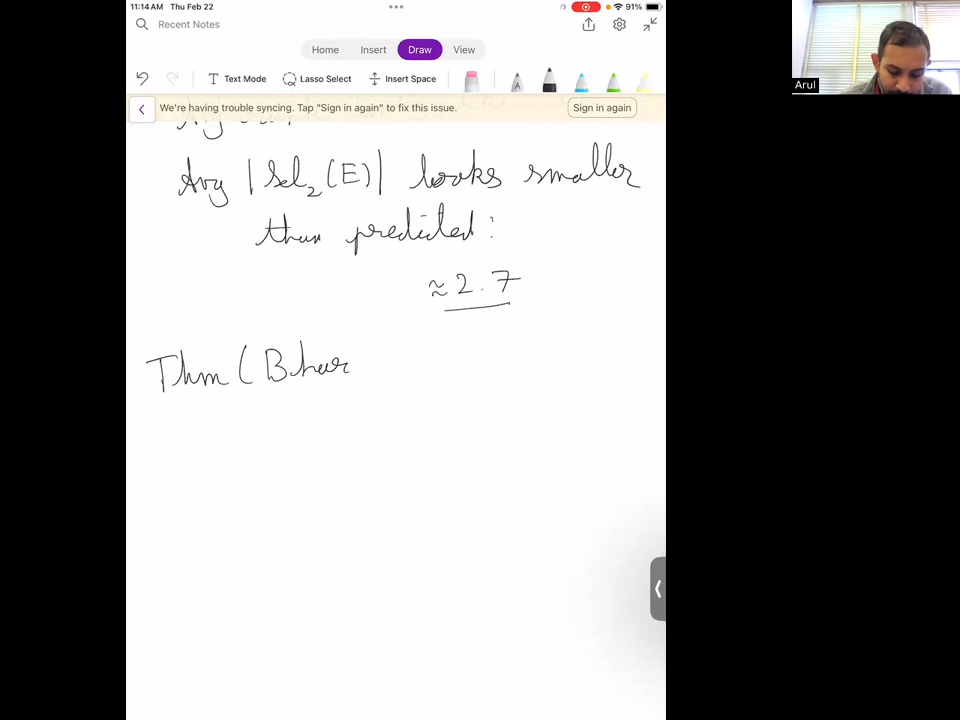 11:14 AM Thu Feb 22
91%
Recent Notes
Home Insert Draw View
Text Mode Lasso Select Insert Space
We're having trouble syncing. Tap "Sign in again" to fix this issue. Sign in again
Avg |Sel₂(E)| looks smaller
than predicted:
≈2.7
Thm (Bhar
Arul